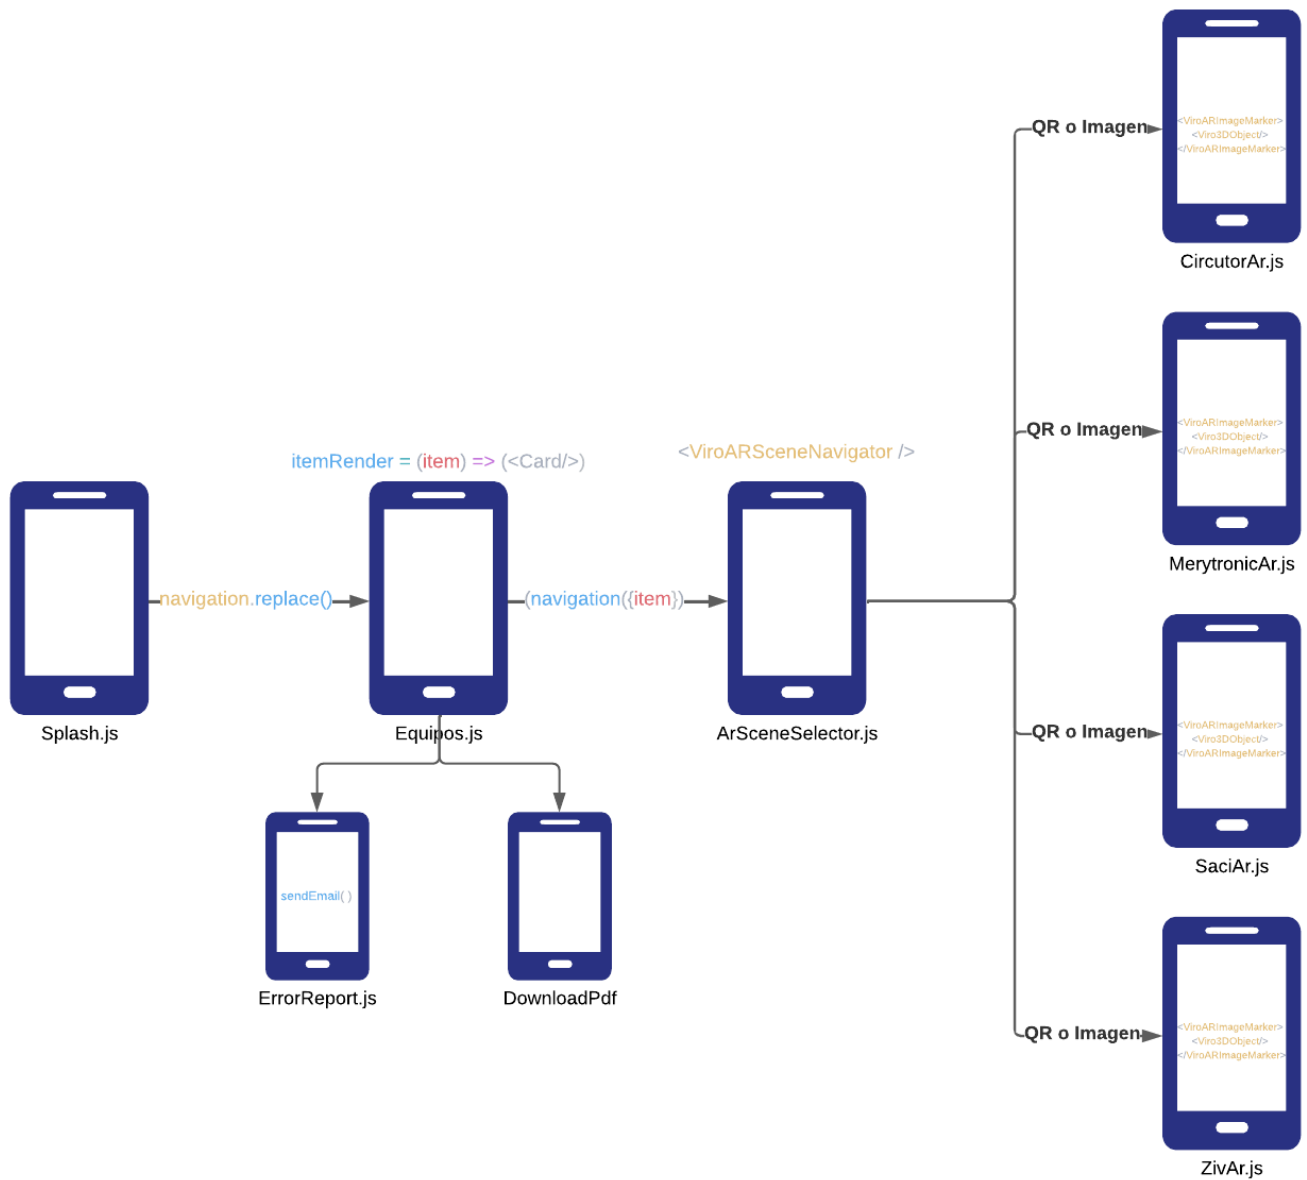 QR o Imagen
<ViroARImageMarker>
<Viro3DObject/>
</ViroARImageMarker>
CircutorAr.js
QR o Imagen
<ViroARImageMarker>
<Viro3DObject/>
</ViroARImageMarker>
MerytronicAr.js
itemRender = (item) => (<Card/>)
<ViroARSceneNavigator />
navigation.replace()
(navigation({item})
Splash.js
Equipos.js
ArSceneSelector.js
QR o Imagen
<ViroARImageMarker>
<Viro3DObject/>
</ViroARImageMarker>
SaciAr.js
sendEmail( )
ErrorReport.js
DownloadPdf
QR o Imagen
<ViroARImageMarker>
<Viro3DObject/>
</ViroARImageMarker>
ZivAr.js